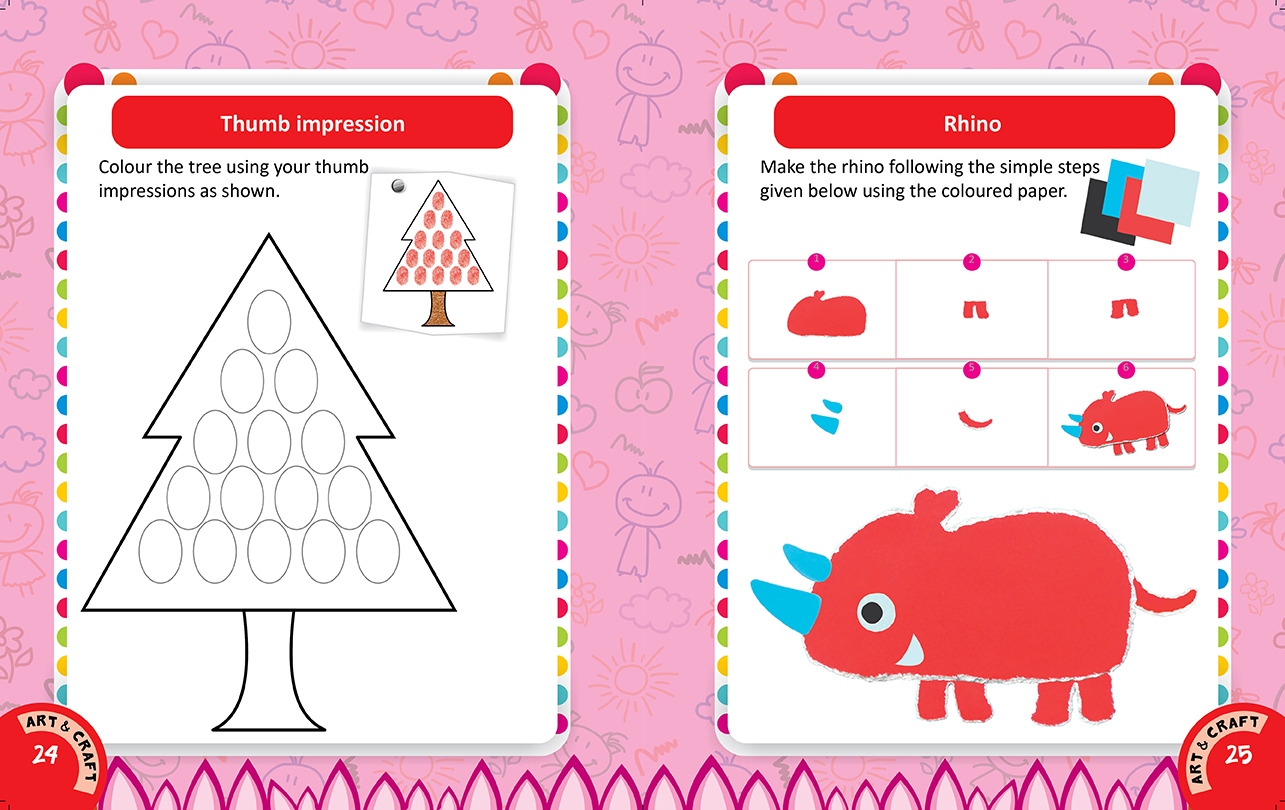 Thumb impression
Colour the tree using your thumb
impressions as shown.
ART & CRAFT
24
Rhino
Make the rhino following the simple steps
given below using the coloured paper.
1
2
3
4
5
6
ART & CRAFT
25